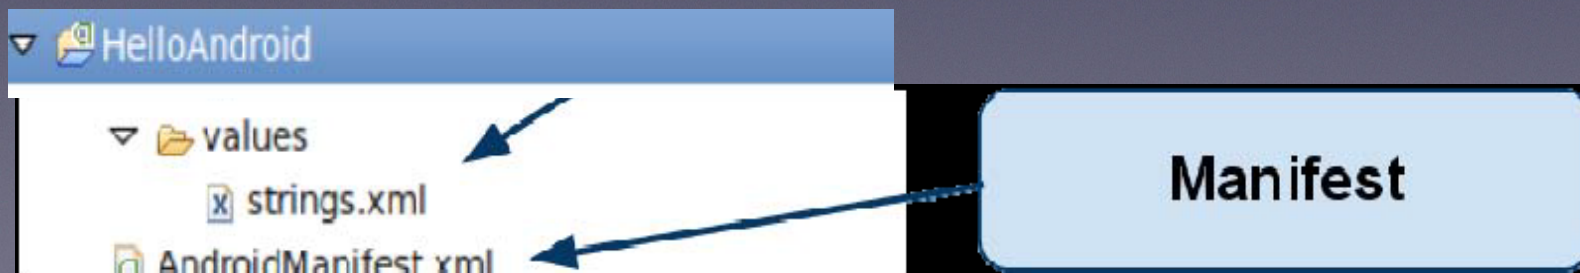 HelloAndroid
values
strings.xml
Manifest
AndroidManifest.xml